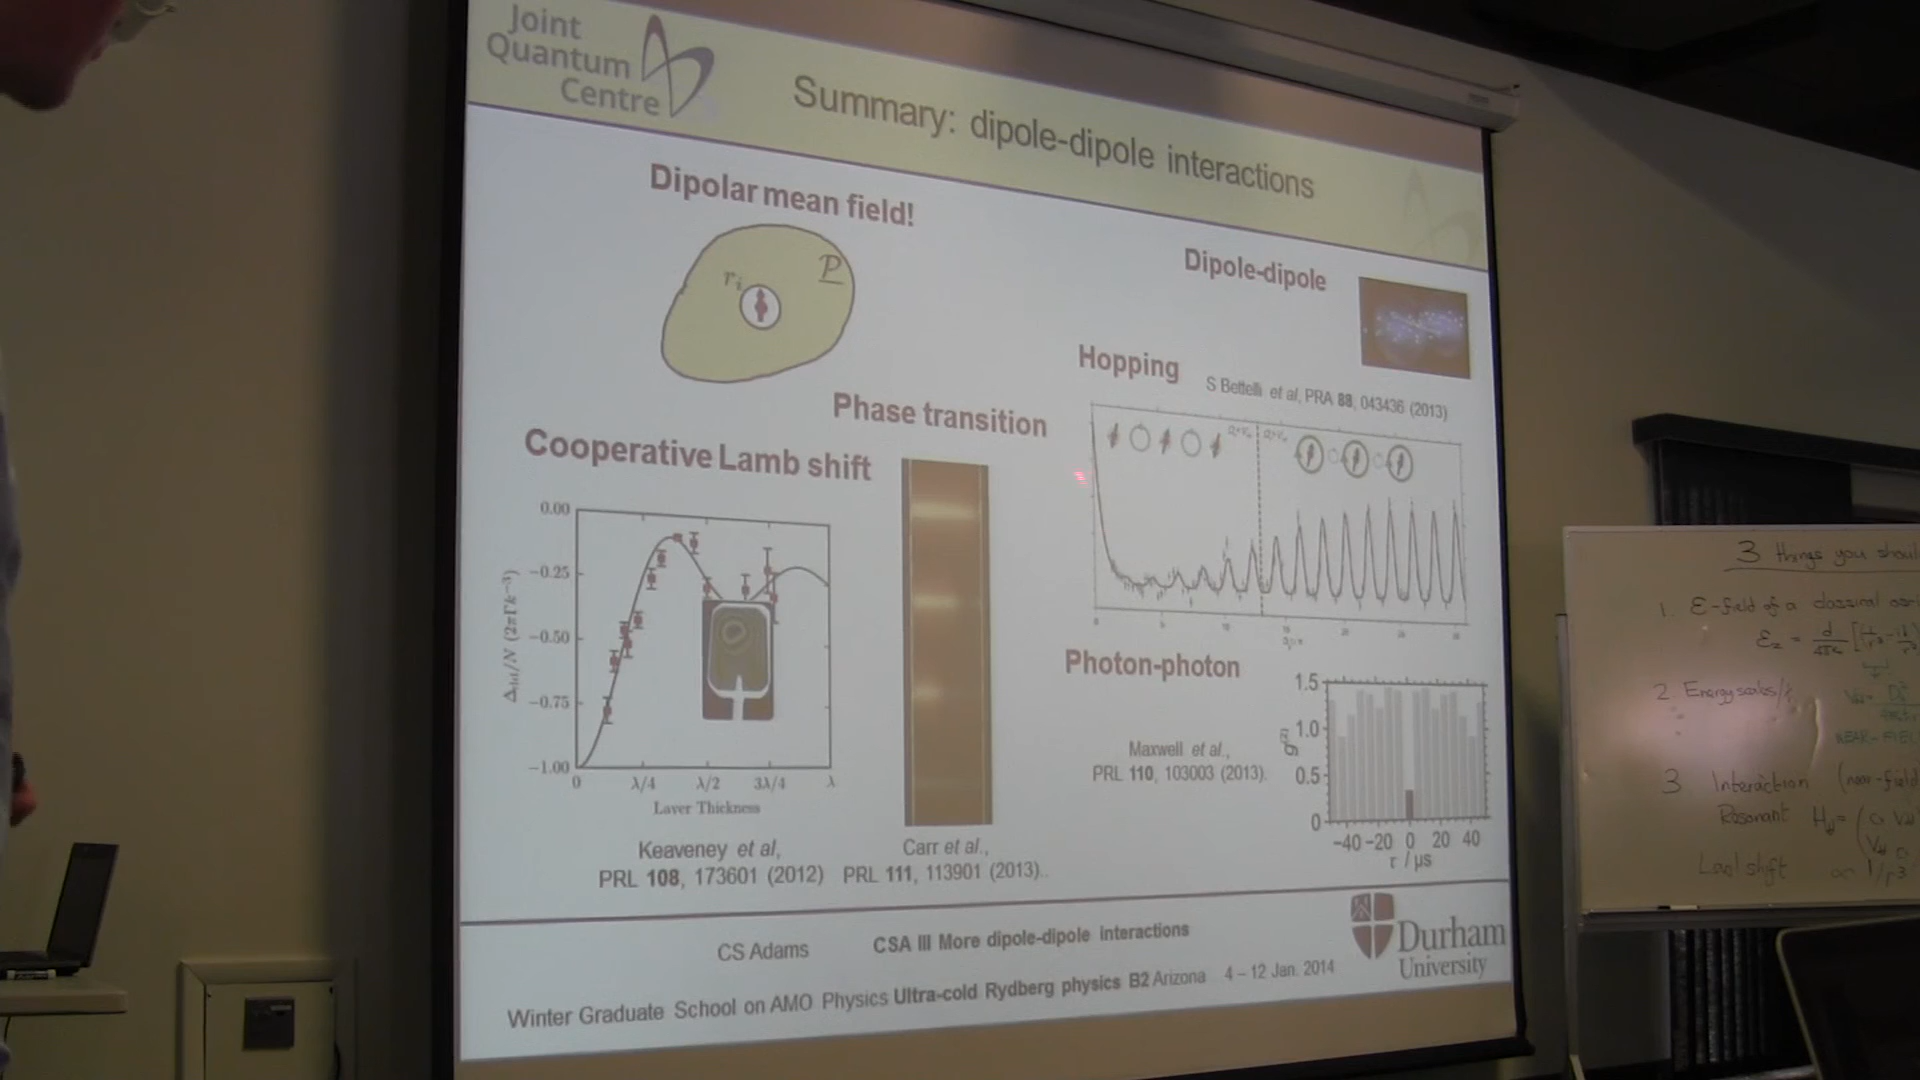 Joint
Quantum
Centre
Summary: dipole-dipole interactions
Dipolar mean field!
r_i
P
Dipole-dipole
Hopping
S Bettelli et al, PRA 88, 043436 (2013)
Phase transition
Cooperative Lamb shift
0.00
−0.25
−0.50
−0.75
−1.00
0 λ/4 λ/2 3λ/4 λ
Layer Thickness
Keaveney et al,
PRL 108, 173601 (2012)
Carr et al.,
PRL 111, 113901 (2013)..
Photon-photon
Maxwell et al.,
PRL 110, 103003 (2013).
1.5
1.0
0.5
0
−40 −20 0 20 40
τ / μs
CS Adams
CSA III More dipole-dipole interactions
Winter Graduate School on AMO Physics Ultra-cold Rydberg physics B2 Arizona 4 – 12 Jan. 2014
Durham
University
3 things you
1. E-field of a classical
2 Energy scales
3 Interaction (near-field)
Resonant